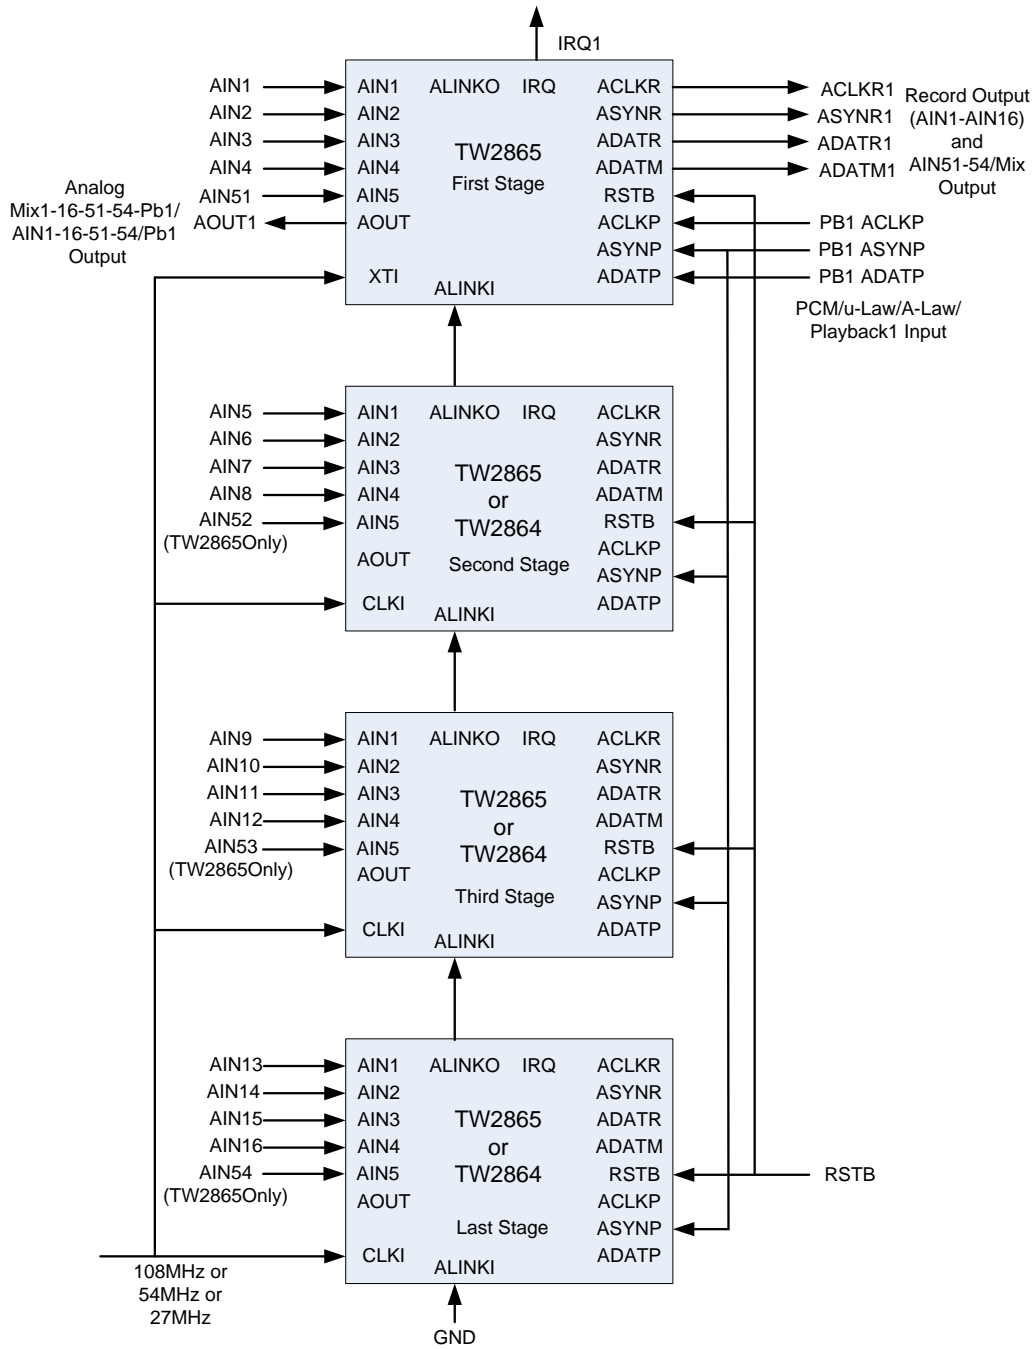 IRQ1
AIN1
AIN2
AIN3
AIN4
AIN51
AOUT1
Analog
Mix1-16-51-54-Pb1/
AIN1-16-51-54/Pb1
Output
AIN1 ALINKO IRQ ACLKR
AIN2 ASYNR
AIN3 ADATR
AIN4 ADATM
AIN5 RSTB
AOUT ACLKP
ASYNP
XTI ADATP
ALINKI
TW2865
First Stage
ACLKR1
ASYNR1
ADATR1
ADATM1
Record Output
(AIN1-AIN16)
and
AIN51-54/Mix
Output
PB1 ACLKP
PB1 ASYNP
PB1 ADATP
PCM/u-Law/A-Law/
Playback1 Input
AIN5
AIN6
AIN7
AIN8
AIN52
(TW2865Only)
AIN1 ALINKO IRQ ACLKR
AIN2 ASYNR
AIN3 ADATR
AIN4 ADATM
AIN5 RSTB
AOUT ACLKP
ASYNP
CLKI ADATP
ALINKI
TW2865
or
TW2864
Second Stage
AIN9
AIN10
AIN11
AIN12
AIN53
(TW2865Only)
AIN1 ALINKO IRQ ACLKR
AIN2 ASYNR
AIN3 ADATR
AIN4 ADATM
AIN5 RSTB
AOUT ACLKP
ASYNP
CLKI ADATP
ALINKI
TW2865
or
TW2864
Third Stage
AIN13
AIN14
AIN15
AIN16
AIN54
(TW2865Only)
AIN1 ALINKO IRQ ACLKR
AIN2 ASYNR
AIN3 ADATR
AIN4 ADATM
AIN5 RSTB
AOUT ACLKP
ASYNP
CLKI ADATP
ALINKI
TW2865
or
TW2864
Last Stage
RSTB
108MHz or
54MHz or
27MHz
GND